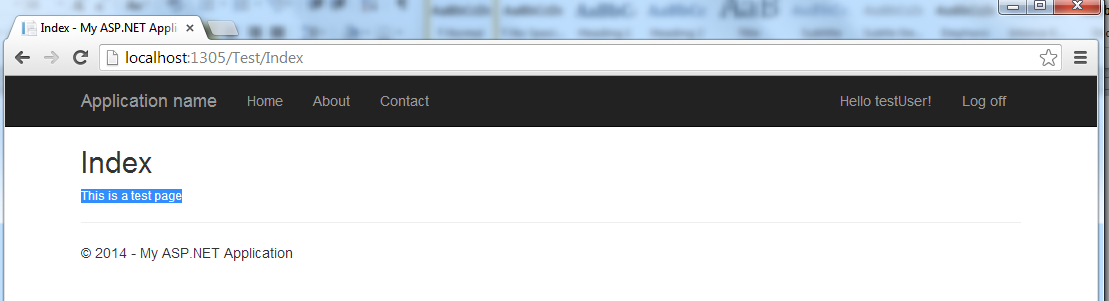 Index - My ASP.NET Appli
localhost:1305/Test/Index
Application name Home About Contact Hello testUser! Log off
Index
This is a test page
© 2014 - My ASP.NET Application